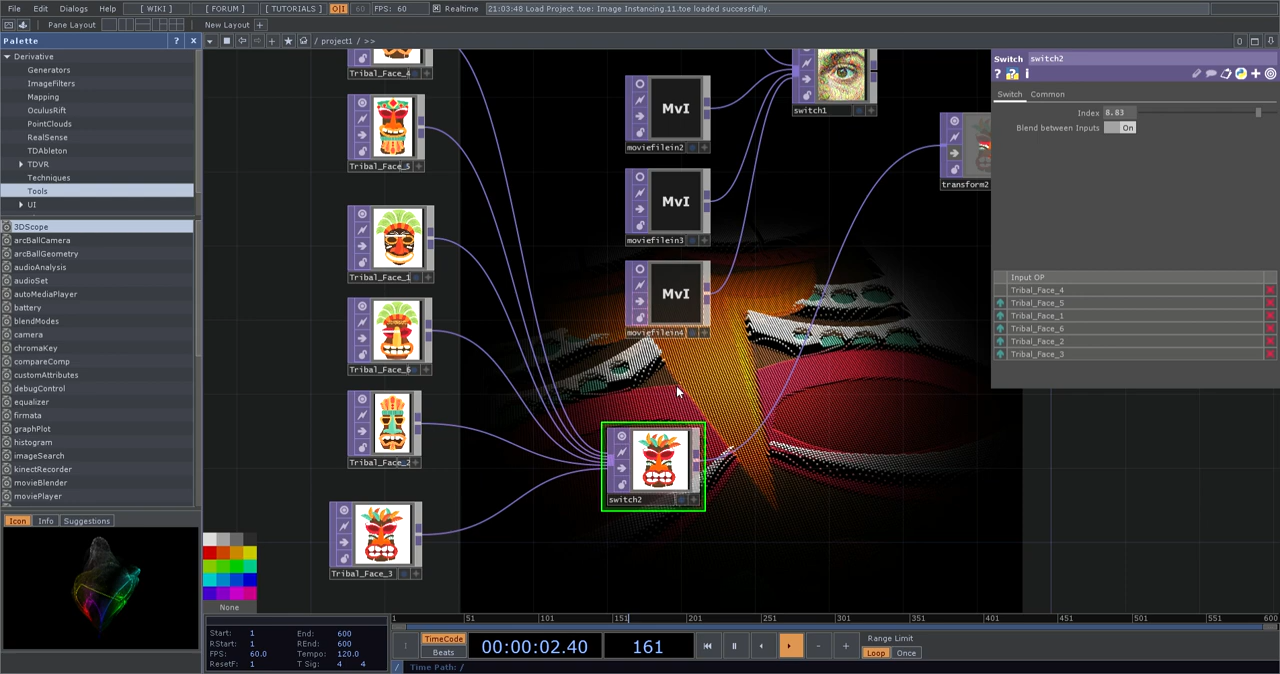 File Edit Dialogs Help [ WIKI ] [ FORUM ] [ TUTORIALS ] O|I 60 FPS: 60 Realtime 21:03:48 Load Project .toe: Image Instancing.11.toe loaded successfully.
Pane Layout New Layout +
Palette ? x / project1 / >> 0
Derivative
Generators
ImageFilters
Mapping
OculusRift
PointClouds
RealSense
TDAbleton
TDVR
Techniques
Tools
UI
3DScope
arcBallCamera
arcBallGeometry
audioAnalysis
audioSet
autoMediaPlayer
battery
blendModes
camera
chromaKey
compareComp
customAttributes
debugControl
equalizer
firmata
graphPlot
histogram
imageSearch
kinectRecorder
movieBlender
moviePlayer
Icon Info Suggestions
None
Tribal_Face_4
Tribal_Face_5
Tribal_Face_1
Tribal_Face_6
Tribal_Face_2
Tribal_Face_3
MvI
moviefilein2
MvI
moviefilein3
MvI
moviefilein4
switch1
transform2
switch2
Switch switch2
? i
Switch Common
Index 8.83
Blend between Inputs On
Input OP
Tribal_Face_4
Tribal_Face_5
Tribal_Face_1
Tribal_Face_6
Tribal_Face_2
Tribal_Face_3
1 51 101 151 201 251 301 351 401 451 501 551 600
Start: 1 End: 600
RStart: 1 REnd: 600
FPS: 60.0 Tempo: 120.0
ResetF: 1 T Sig: 4 4
TimeCode
Beats
00:00:02.40 161
Range Limit
Loop Once
/ Time Path: /